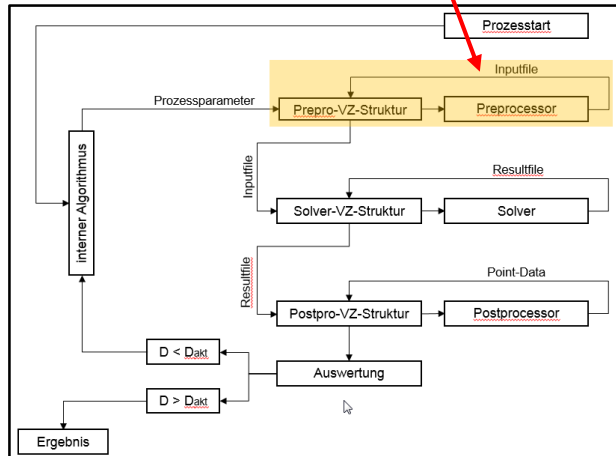 Prozesstart
Inputfile
Prozessparameter
Prepro-VZ-Struktur
Preprocessor
interner Algorithmus
Inputfile
Resultfile
Solver-VZ-Struktur
Solver
Resultfile
Point-Data
Postpro-VZ-Struktur
Postprocessor
D < Dakt
Auswertung
D > Dakt
Ergebnis